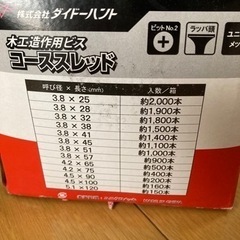 株式会社ダイドーハント
ビットNo.2
ラッパ頭
ユニ
メッ
木工造作用ビス
コーススレッド
呼び径×長さ(mm) 入数/箱
3.8×25 約2,000本
3.8×28 約1,900本
3.8×32 約1,800本
3.8×38 約1,500本
3.8×41 約1,400本
3.8×45 約1,100本
3.8×51 約1,000本
3.8×57 約900本
4.2×65 約500本
4.2×75 約400本
4.5×90 約200本
4.5×100 約160本
5.1×120 約150本